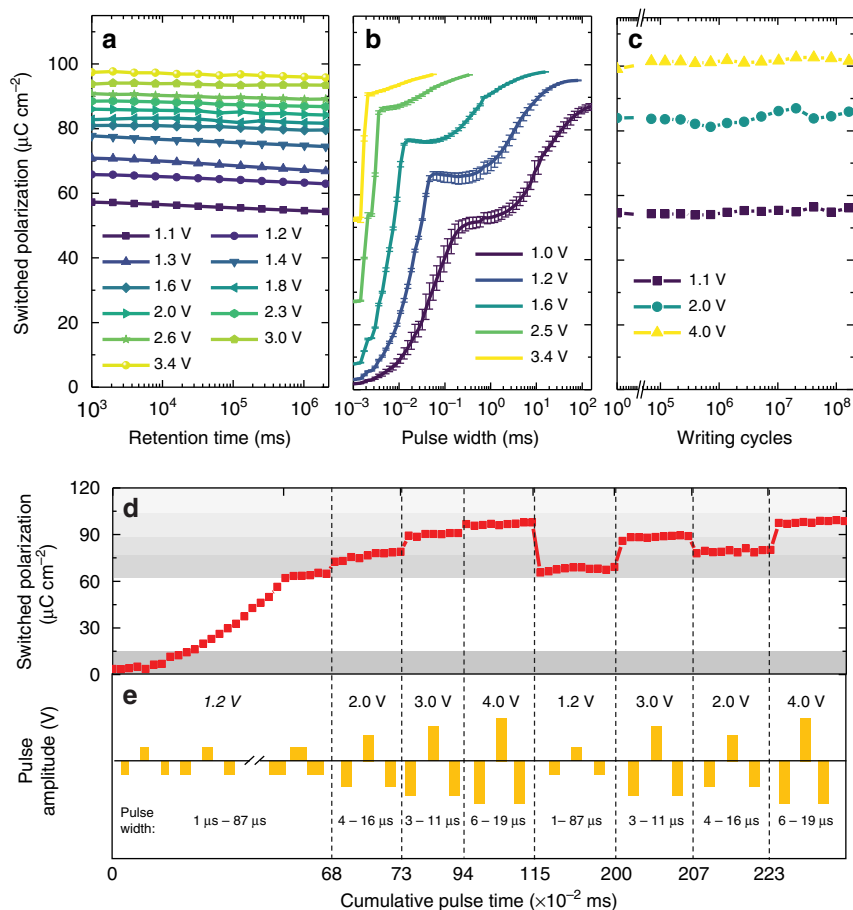 a
b
c
Switched polarization (μC cm⁻²)
100
80
60
40
20
0
1.1 V 1.2 V
1.3 V 1.4 V
1.6 V 1.8 V
2.0 V 2.3 V
2.6 V 3.0 V
3.4 V
1.0 V
1.2 V
1.6 V
2.5 V
3.4 V
1.1 V
2.0 V
4.0 V
10³ 10⁴ 10⁵ 10⁶
10⁻³ 10⁻² 10⁻¹ 10⁰ 10¹ 10²
10⁰ 10⁵ 10⁶ 10⁷ 10⁸
Retention time (ms)
Pulse width (ms)
Writing cycles
d
Switched polarization
(μC cm⁻²)
120
90
60
30
0
e
Pulse
amplitude (V)
1.2 V 2.0 V 3.0 V 4.0 V 1.2 V 3.0 V 2.0 V 4.0 V
Pulse
width:
1 μs – 87 μs 4 – 16 μs 3 – 11 μs 6 – 19 μs 1– 87 μs 3 – 11 μs 4 – 16 μs 6 – 19 μs
0 68 73 94 115 200 207 223
Cumulative pulse time (×10⁻² ms)